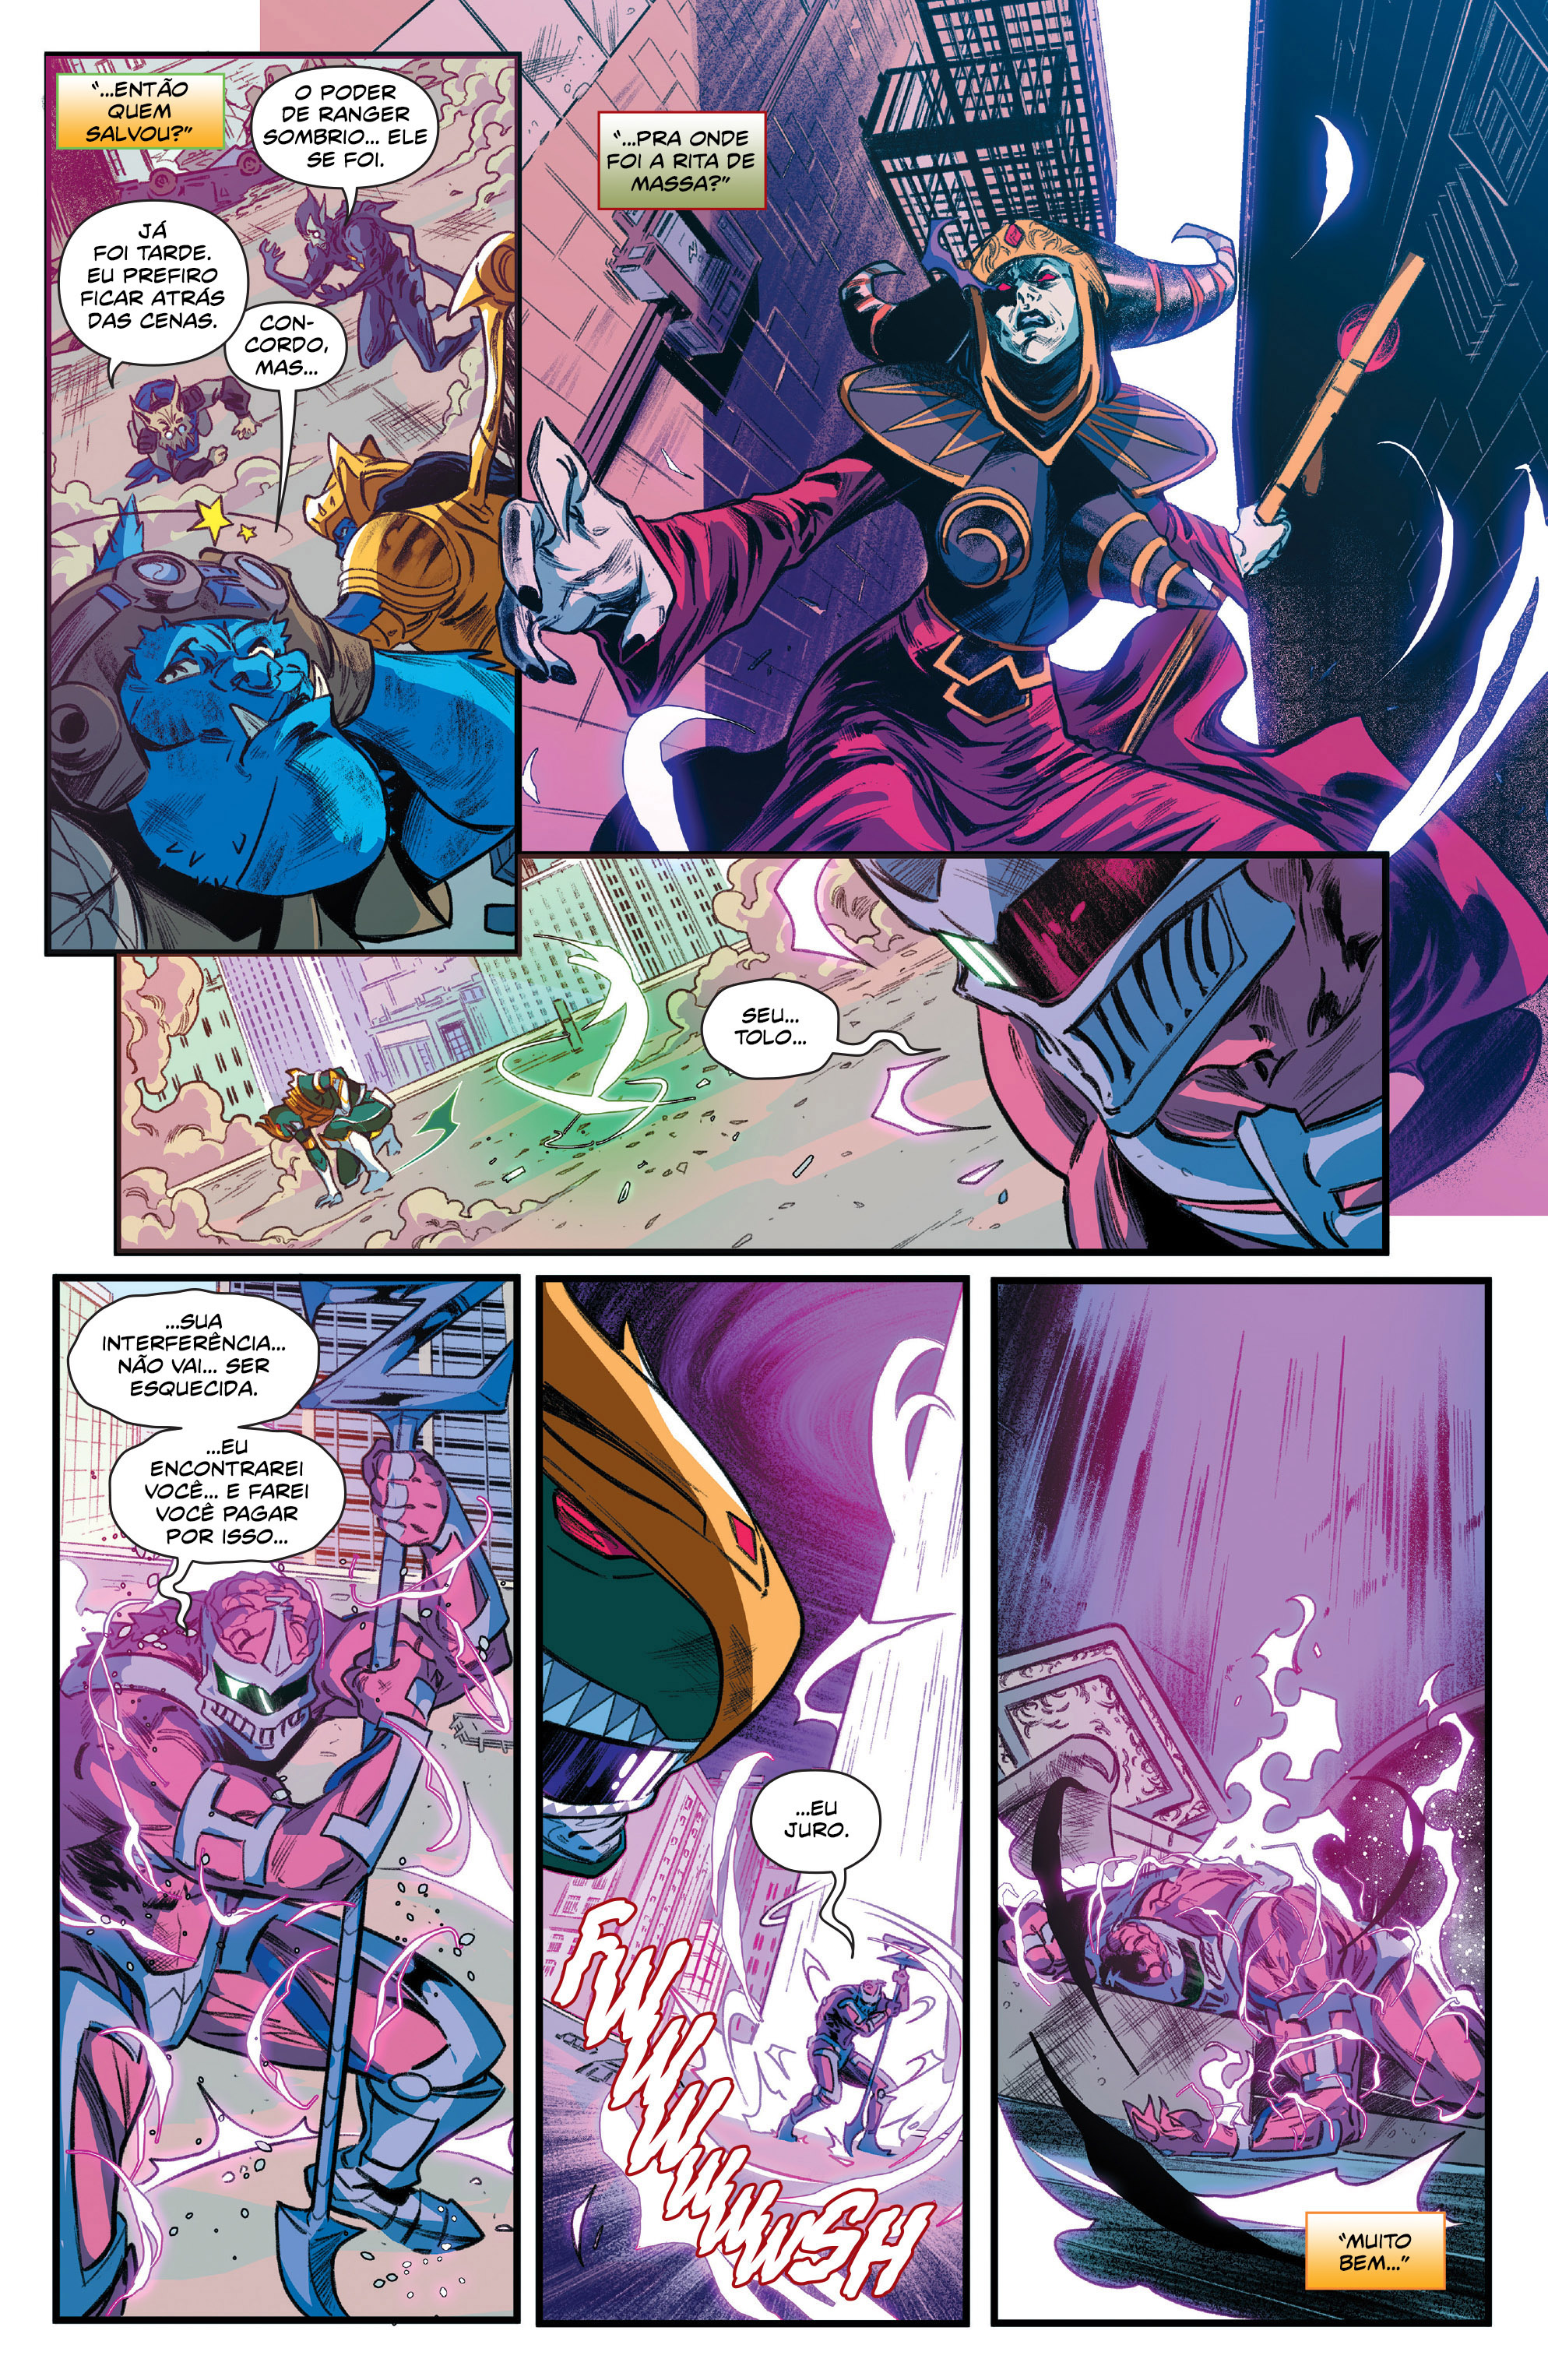 "...ENTÃO
QUEM
SALVOU?"
O PODER
DE RANGER
SOMBRIO... ELE
SE FOI.
JÁ
FOI TARDE.
EU PREFIRO
FICAR ATRÁS
DAS CENAS.
CON-
CORDO,
MAS...
"...PRA ONDE
FOI A RITA DE
MASSA?"
SEU...
TOLO...
...SUA
INTERFERÊNCIA...
NÃO VAI... SER
ESQUECIDA.
...EU
ENCONTRAREI
VOCÊ... E FAREI
VOCÊ PAGAR
POR ISSO...
...EU
JURO.
FWWWWWWWWSH
"MUITO
BEM..."